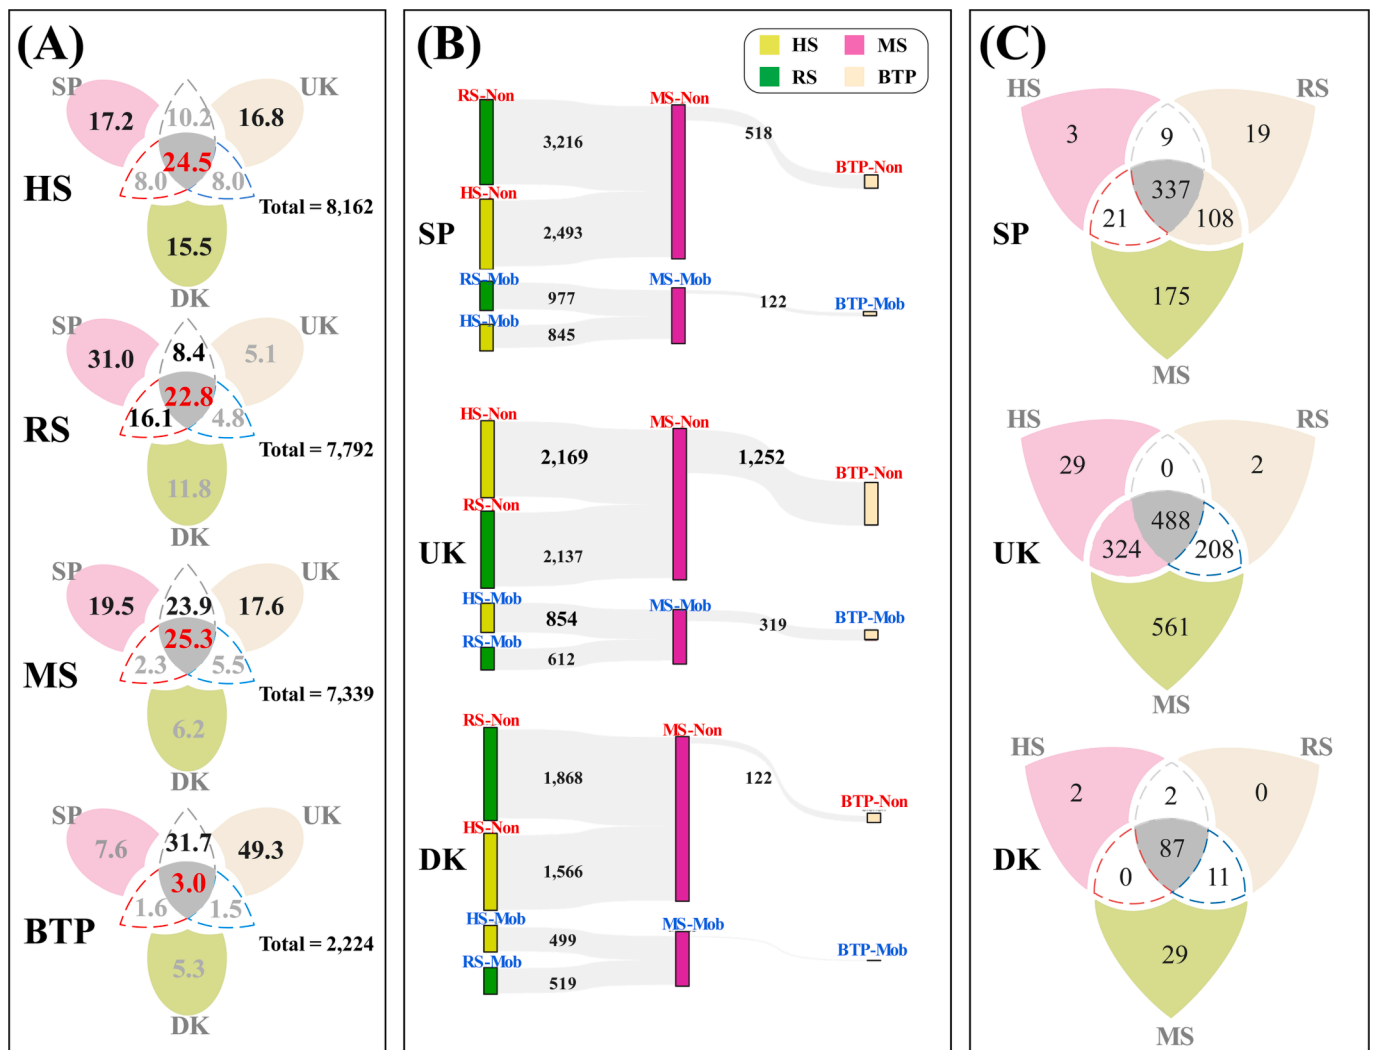 (A)
SP
UK
17.2
10.2
16.8
24.5
8.0
8.0
HS
Total = 8,162
15.5
DK
SP
UK
31.0
8.4
5.1
22.8
16.1
4.8
RS
Total = 7,792
11.8
DK
SP
UK
19.5
23.9
17.6
25.3
2.3
5.5
MS
Total = 7,339
6.2
DK
SP
UK
7.6
31.7
49.3
3.0
1.6
1.5
BTP
Total = 2,224
5.3
DK
(B)
HS
MS
RS
BTP
RS-Non
MS-Non
3,216
518
BTP-Non
HS-Non
SP
2,493
RS-Mob
MS-Mob
977
122
BTP-Mob
HS-Mob
845
HS-Non
MS-Non
2,169
1,252
BTP-Non
RS-Non
UK
2,137
HS-Mob
MS-Mob
854
319
BTP-Mob
RS-Mob
612
RS-Non
MS-Non
1,868
122
BTP-Non
HS-Non
DK
1,566
HS-Mob
MS-Mob
499
BTP-Mob
RS-Mob
519
(C)
HS
RS
3
9
19
337
21
108
SP
175
MS
HS
RS
29
0
2
488
324
208
UK
561
MS
HS
RS
2
2
0
87
0
11
DK
29
MS